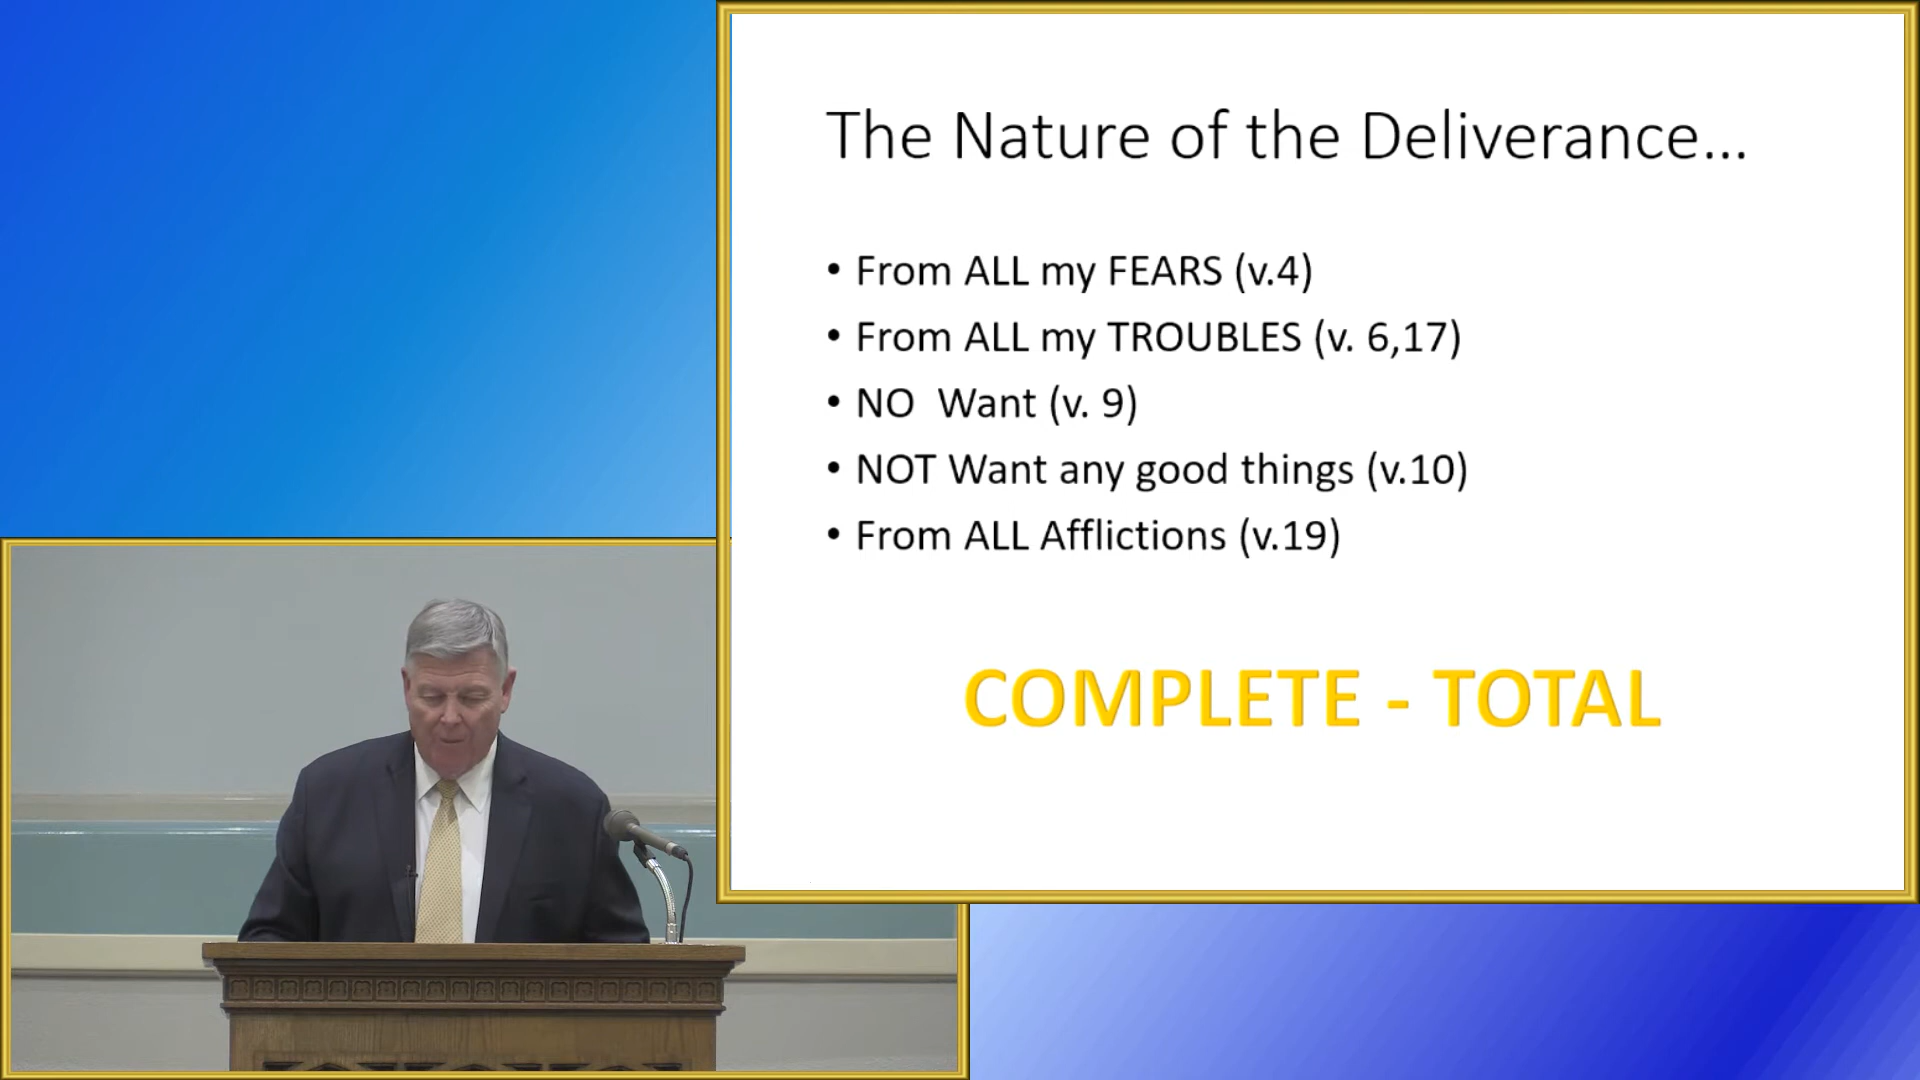 The Nature of the Deliverance...
• From ALL my FEARS (v.4)
• From ALL my TROUBLES (v. 6,17)
• NO  Want (v. 9)
• NOT Want any good things (v.10)
• From ALL Afflictions (v.19)
COMPLETE - TOTAL